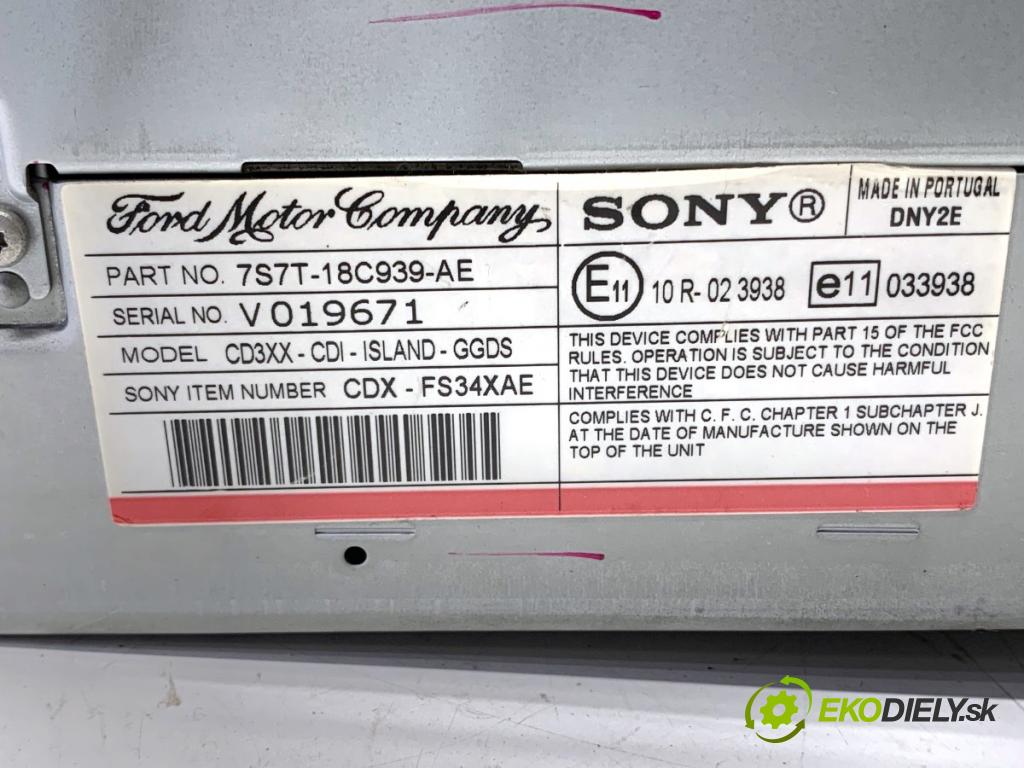 Ford Motor Company
SONY®
MADE IN PORTUGAL
DNY2E
PART NO. 7S7T-18C939-AE
SERIAL NO. V019671
MODEL CD3XX - CDI - ISLAND - GGDS
SONY ITEM NUMBER CDX - FS34XAE
E11 10 R- 02 3938 e11 033938
THIS DEVICE COMPLIES WITH PART 15 OF THE FCC
RULES. OPERATION IS SUBJECT TO THE CONDITION
THAT THIS DEVICE DOES NOT CAUSE HARMFUL
INTERFERENCE
COMPLIES WITH C. F. C. CHAPTER 1 SUBCHAPTER J.
AT THE DATE OF MANUFACTURE SHOWN ON THE
TOP OF THE UNIT
EKODIELY.sk